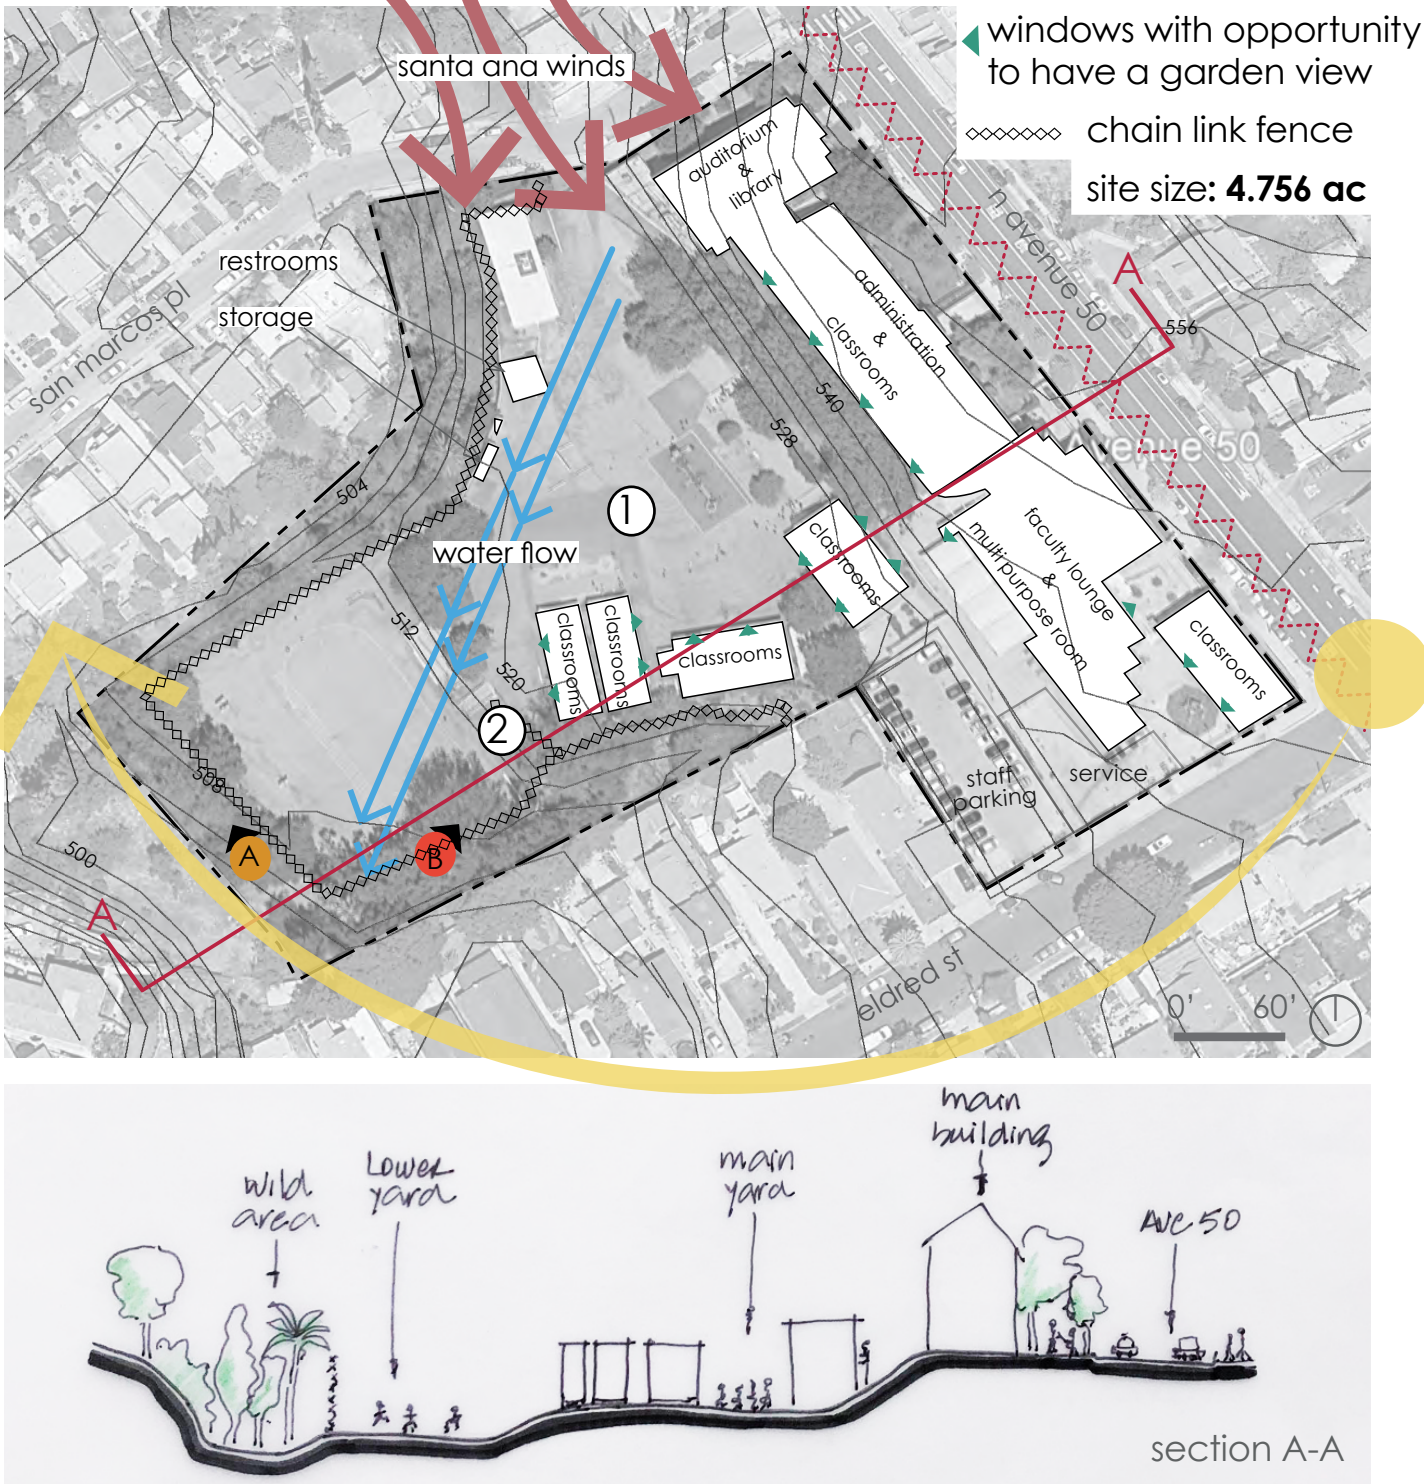 windows with opportunity
to have a garden view
chain link fence
site size: 4.756 ac
santa ana winds
auditorium
&
library
n avenue 50
A
556
restrooms
storage
san marcos pl
administration
&
classrooms
540
528
Avenue 50
504
1
water flow
classrooms
faculty lounge
&
multipurpose room
512
classrooms
classrooms
classrooms
classrooms
520
2
508
staff
parking
service
A
B
500
A
eldred st
0'
60'
main
building
Lower
yard
main
yard
wild
area
AVE 50
section A-A